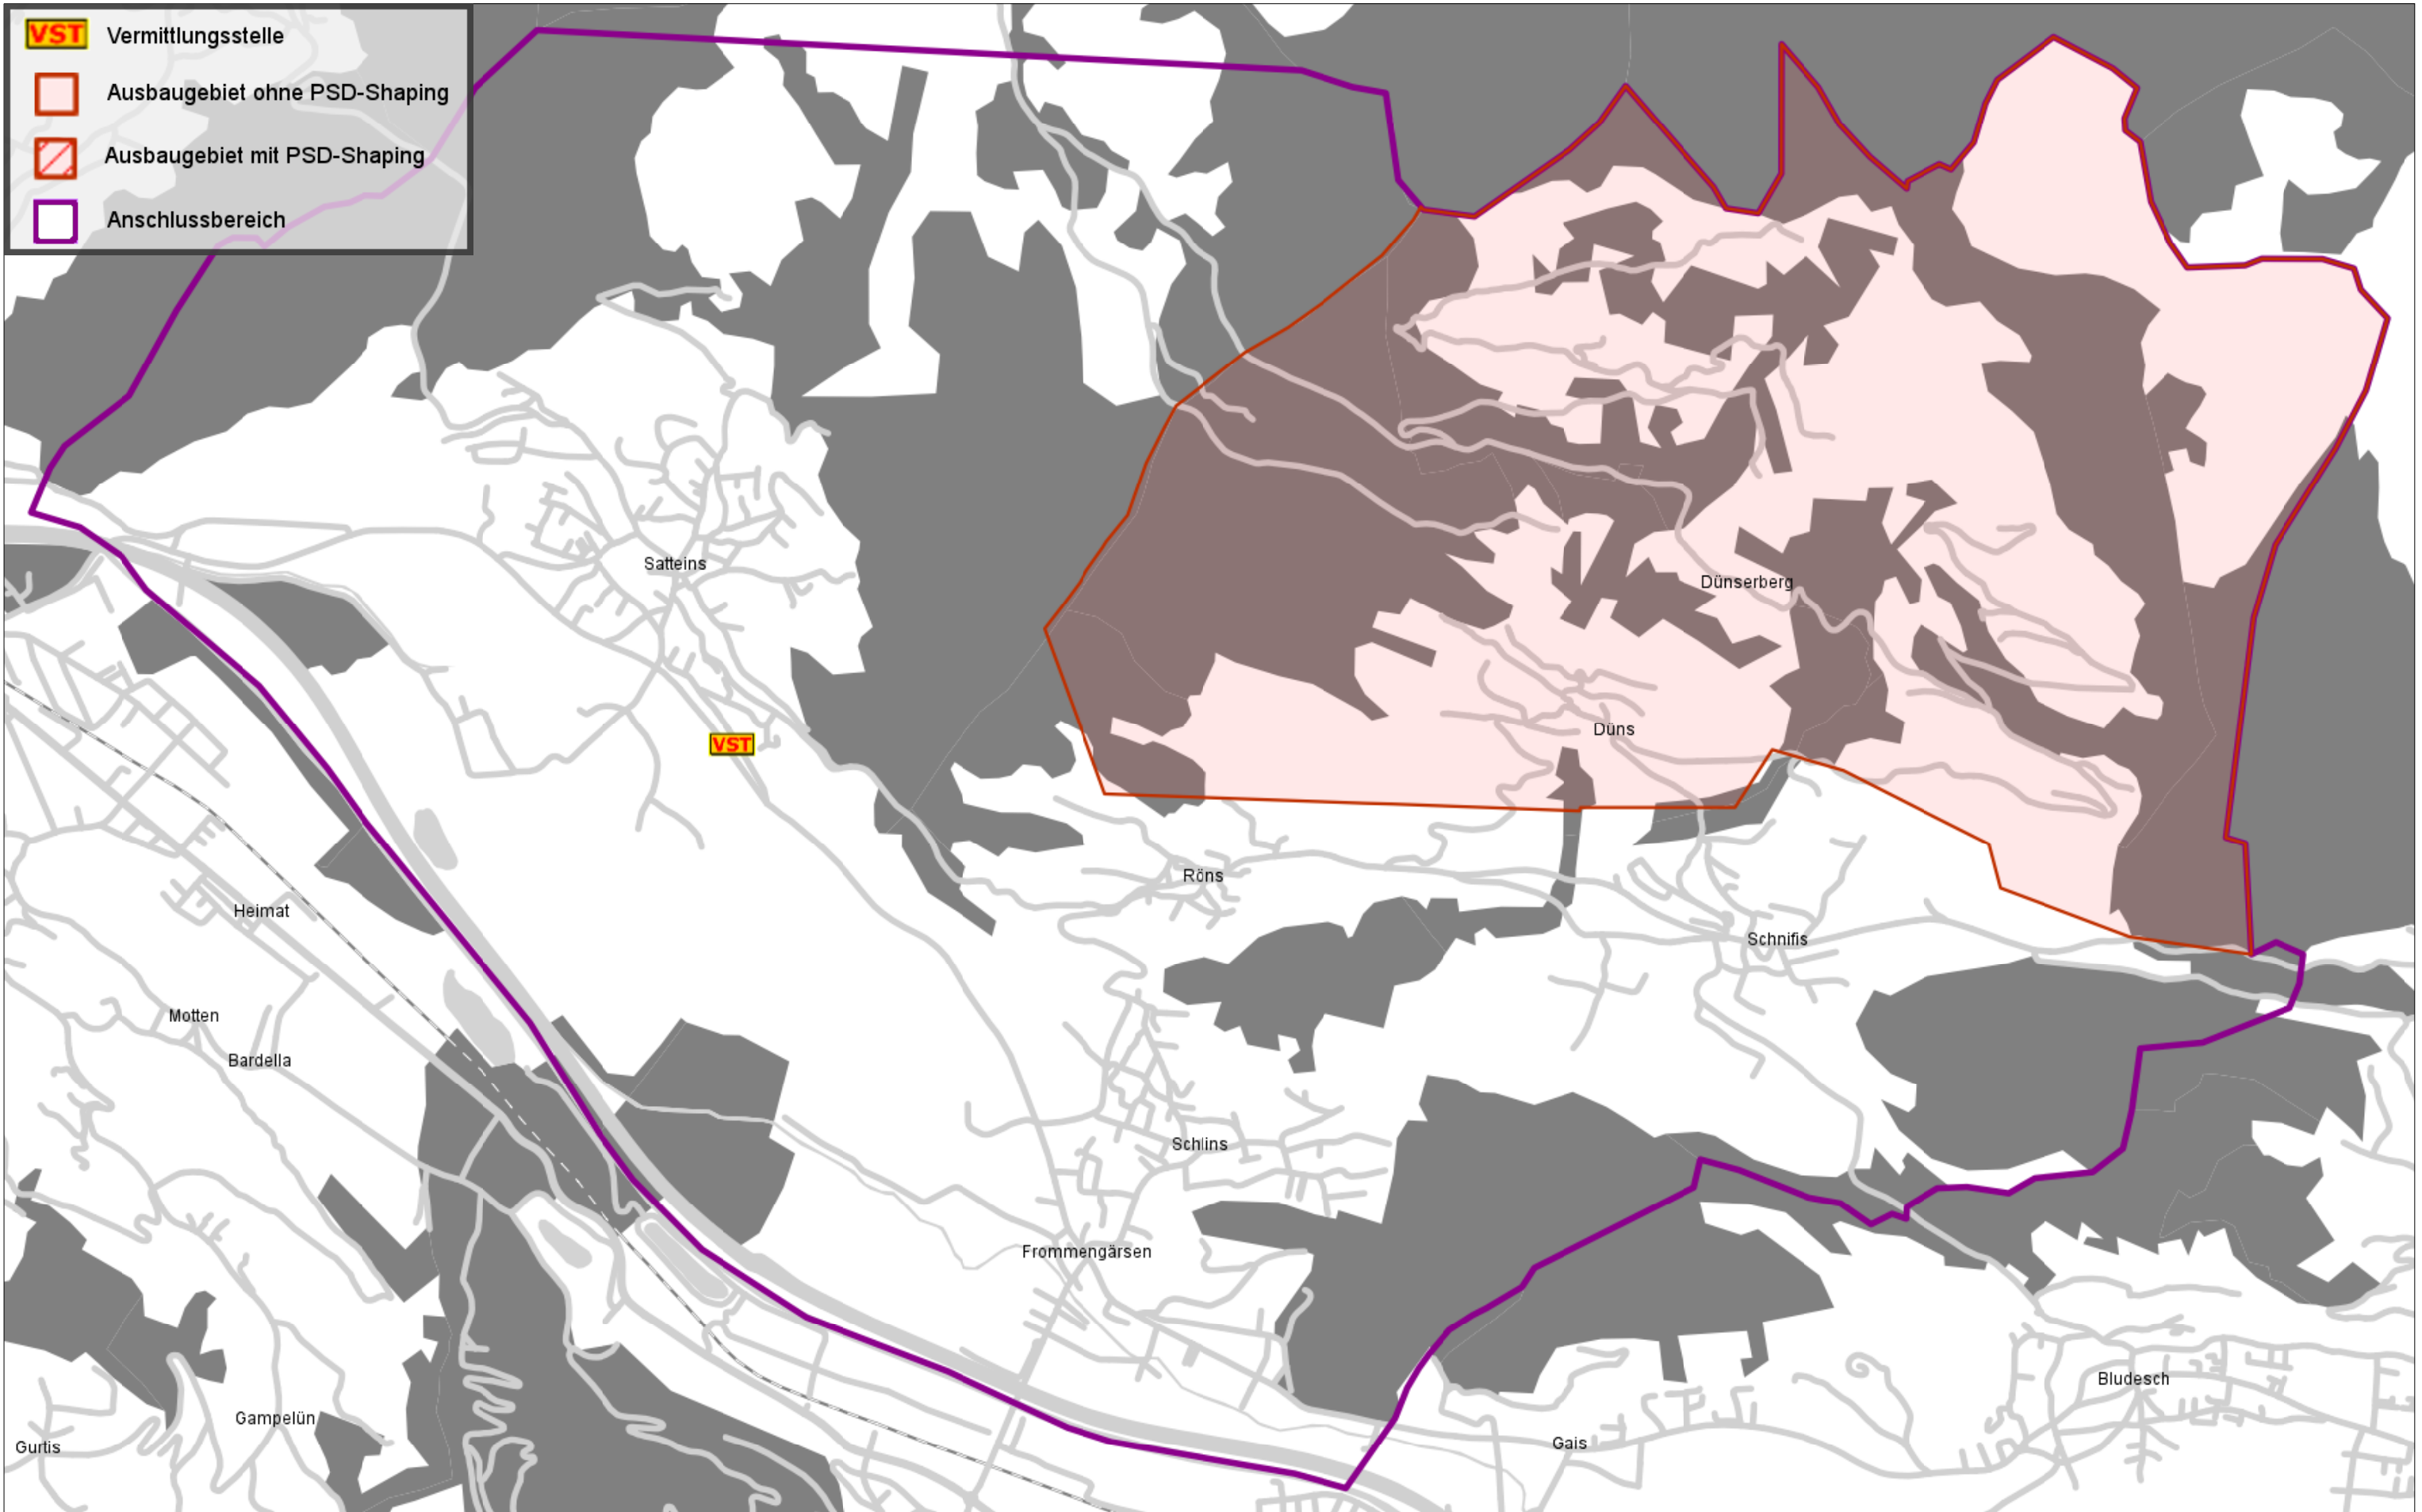 VST Vermittlungsstelle
Ausbaugebiet ohne PSD-Shaping
Ausbaugebiet mit PSD-Shaping
Anschlussbereich
Satteins
Dünserberg
Düns
VST
Röns
Heimat
Schnifis
Motten
Bardella
Schlins
Frommengärsen
Bludesch
Gampelün
Gais
Gurtis